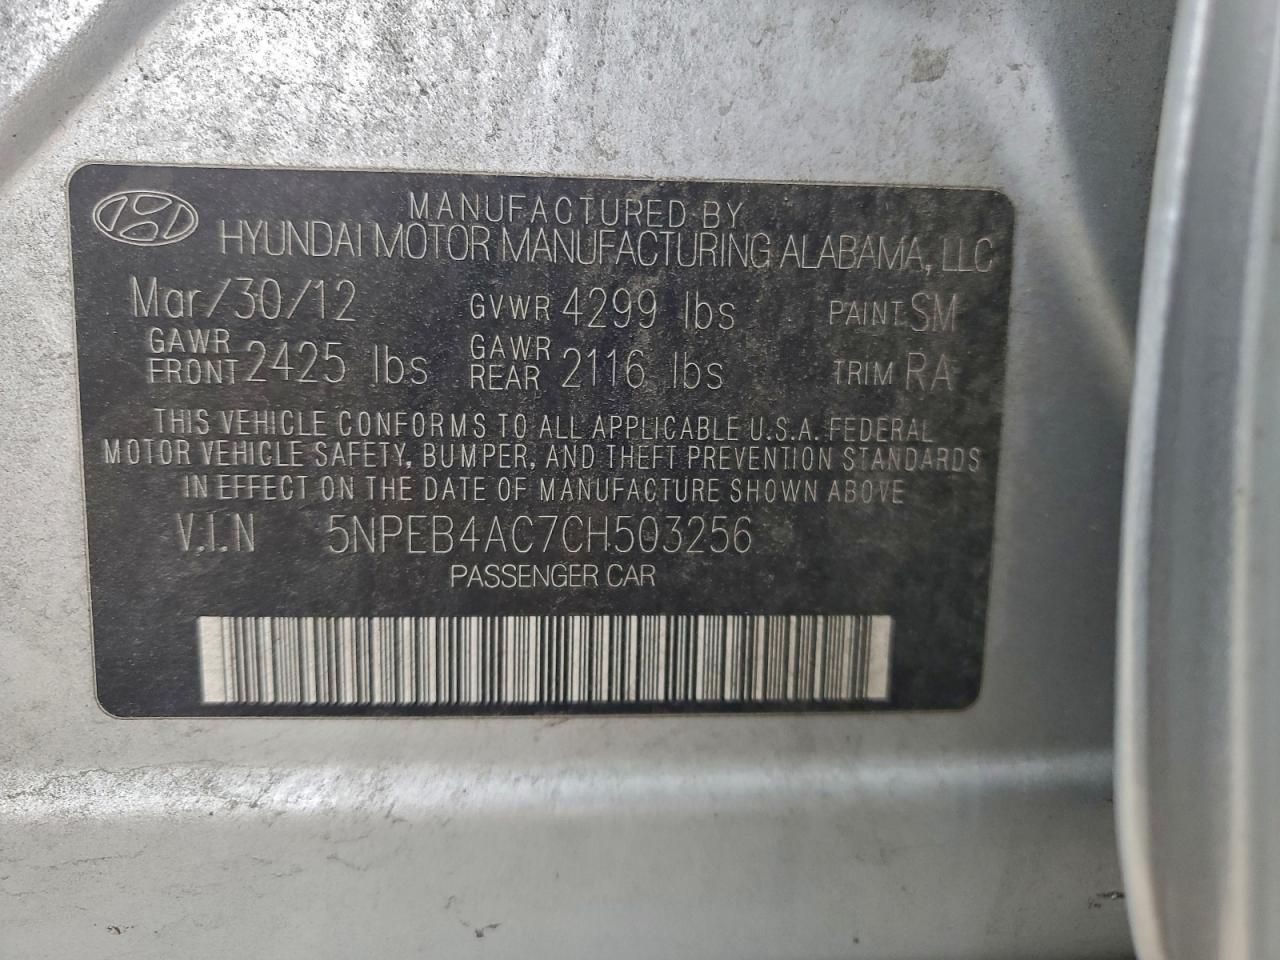 MANUFACTURED BY
HYUNDAI MOTOR MANUFACTURING ALABAMA, LLC
Mar/30/12 GVWR 4299 lbs PAINT SM
GAWR FRONT 2425 lbs GAWR REAR 2116 lbs TRIM RA
THIS VEHICLE CONFORMS TO ALL APPLICABLE U.S.A. FEDERAL
MOTOR VEHICLE SAFETY, BUMPER, AND THEFT PREVENTION STANDARDS
IN EFFECT ON THE DATE OF MANUFACTURE SHOWN ABOVE
V.I.N 5NPEB4AC7CH503256
PASSENGER CAR